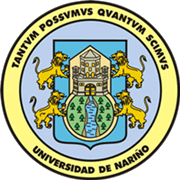 TANTVM POSSVMVS QVANTVM SCIMVS
UNIVERSIDAD DE NARIÑO